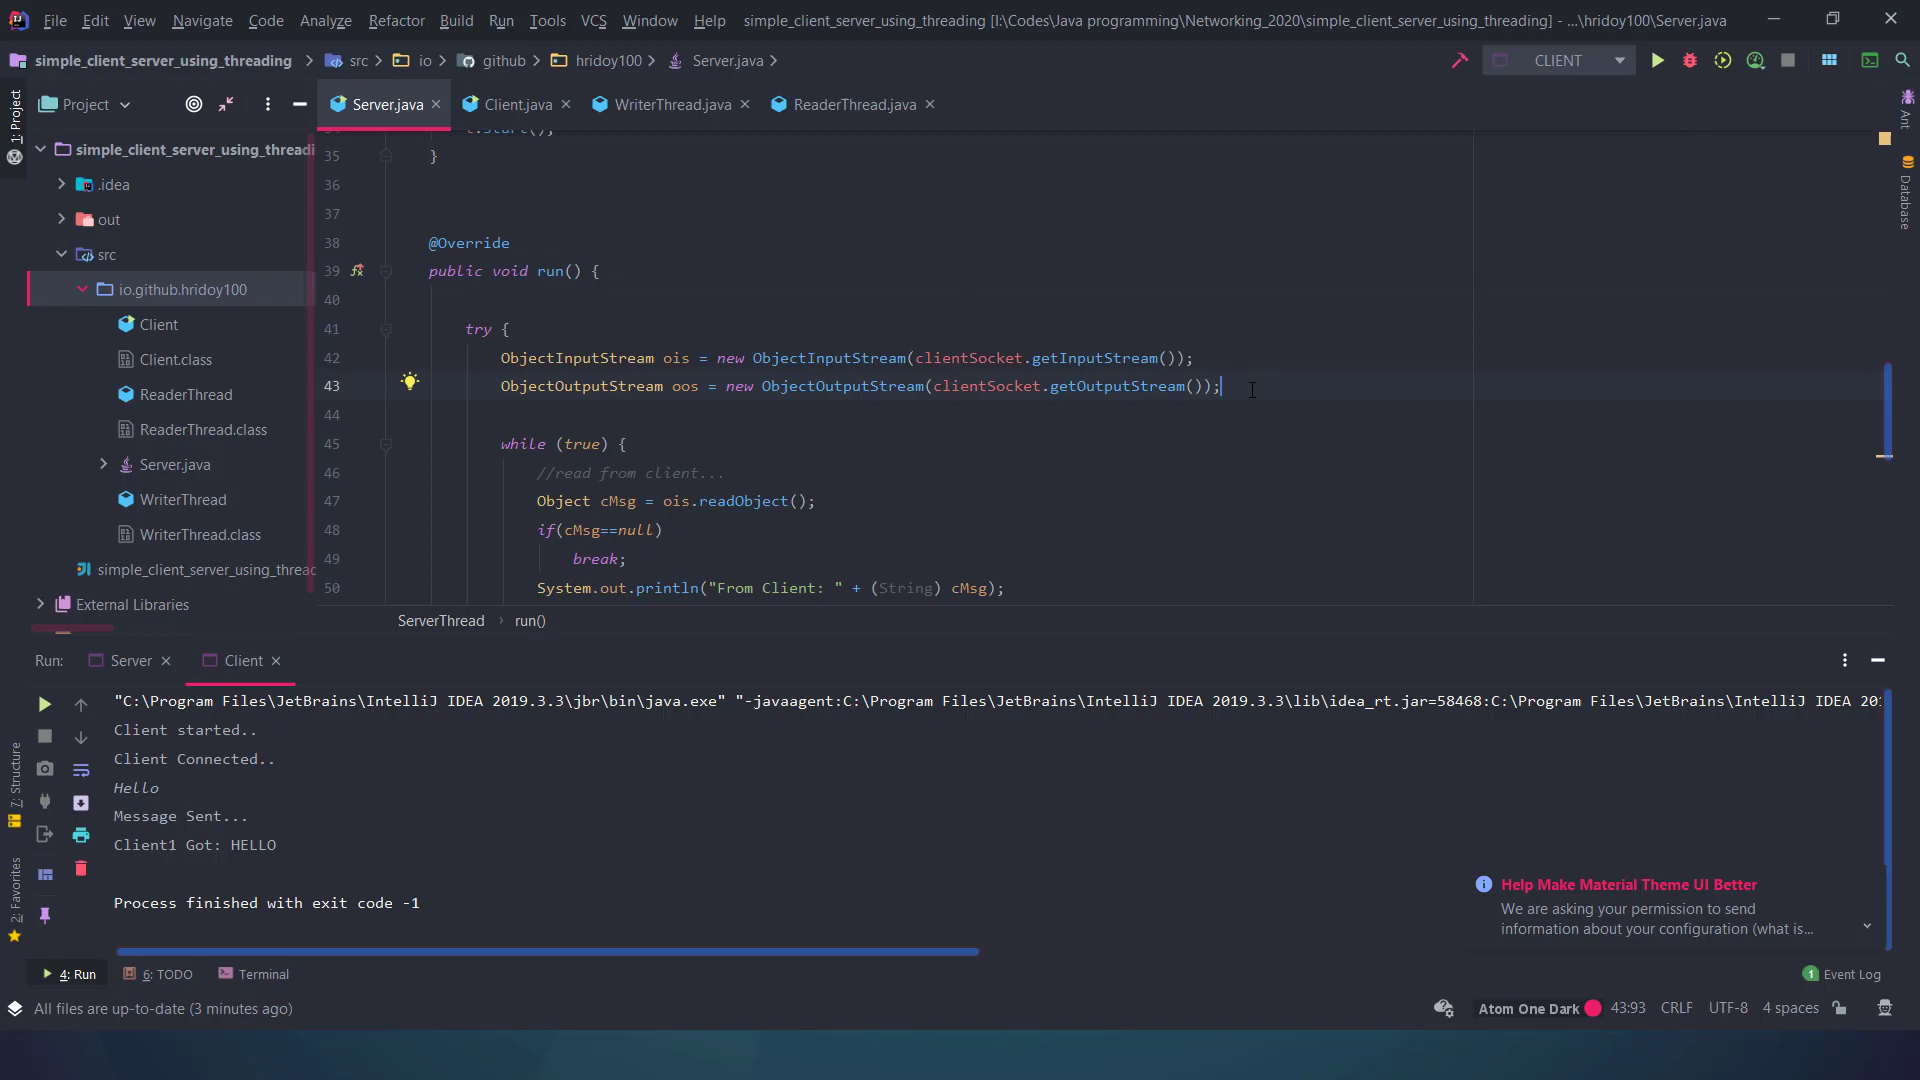 File Edit View Navigate Code Analyze Refactor Build Run Tools VCS Window Help simple_client_server_using_threading [I:\Codes\Java programming\Networking_2020\simple_client_server_using_threading] - ...\hridoy100\Server.java
simple_client_server_using_threading src io github hridoy100 Server.java CLIENT
Project Server.java Client.java WriterThread.java ReaderThread.java
1: Project
simple_client_server_using_threadi
.idea
out
src
io.github.hridoy100
Client
Client.class
ReaderThread
ReaderThread.class
Server.java
WriterThread
WriterThread.class
simple_client_server_using_threac
External Libraries
35 }
36
37
38 @Override
39 public void run() {
40
41 try {
42 ObjectInputStream ois = new ObjectInputStream(clientSocket.getInputStream());
43 ObjectOutputStream oos = new ObjectOutputStream(clientSocket.getOutputStream());
44
45 while (true) {
46 //read from client...
47 Object cMsg = ois.readObject();
48 if(cMsg==null)
49 break;
50 System.out.println("From Client: " + (String) cMsg);
ServerThread › run()
Ant
Database
Run: Server Client
"C:\Program Files\JetBrains\IntelliJ IDEA 2019.3.3\jbr\bin\java.exe" "-javaagent:C:\Program Files\JetBrains\IntelliJ IDEA 2019.3.3\lib\idea_rt.jar=58468:C:\Program Files\JetBrains\IntelliJ IDEA 201
Client started..
Client Connected..
Hello
Message Sent...
Client1 Got: HELLO
Process finished with exit code -1
7: Structure
2: Favorites
Help Make Material Theme UI Better
We are asking your permission to send
information about your configuration (what is...
4: Run 6: TODO Terminal 1 Event Log
All files are up-to-date (3 minutes ago) Atom One Dark 43:93 CRLF UTF-8 4 spaces